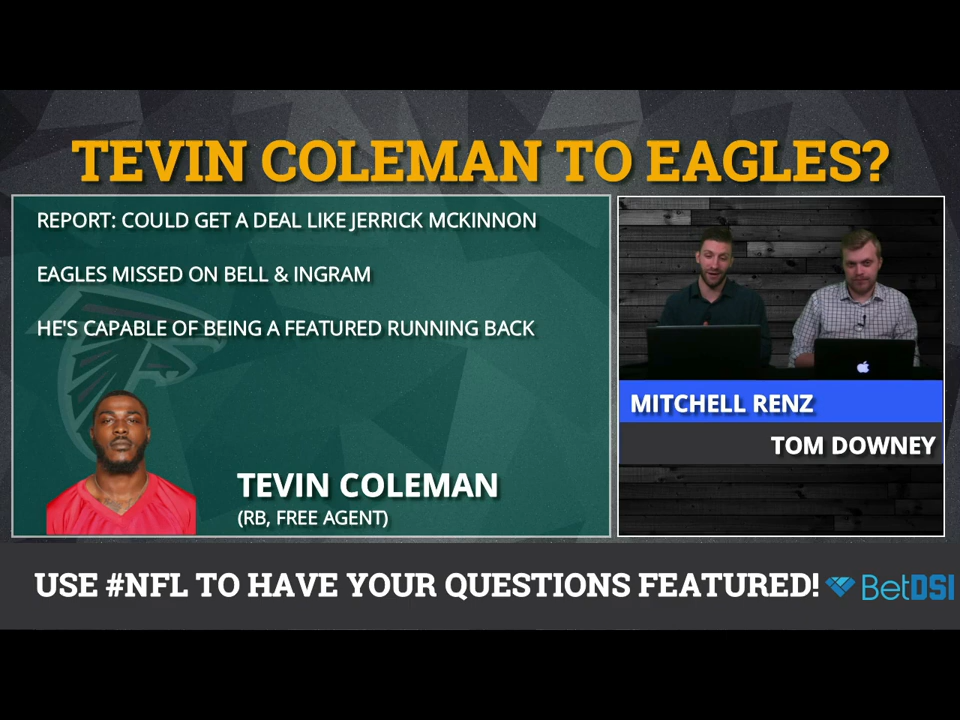 TEVIN COLEMAN TO EAGLES?
REPORT: COULD GET A DEAL LIKE JERRICK MCKINNON
EAGLES MISSED ON BELL & INGRAM
HE'S CAPABLE OF BEING A FEATURED RUNNING BACK
TEVIN COLEMAN
(RB, FREE AGENT)
MITCHELL RENZ
TOM DOWNEY
USE #NFL TO HAVE YOUR QUESTIONS FEATURED!
BetDSI